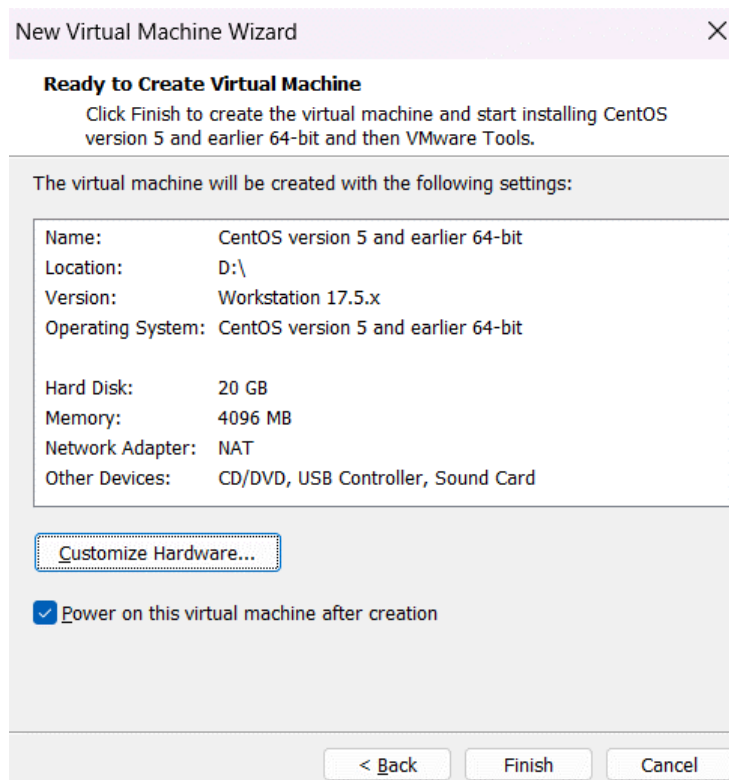 New Virtual Machine Wizard
Ready to Create Virtual Machine
Click Finish to create the virtual machine and start installing CentOS
version 5 and earlier 64-bit and then VMware Tools.
The virtual machine will be created with the following settings:
Name: CentOS version 5 and earlier 64-bit
Location: D:\
Version: Workstation 17.5.x
Operating System: CentOS version 5 and earlier 64-bit
Hard Disk: 20 GB
Memory: 4096 MB
Network Adapter: NAT
Other Devices: CD/DVD, USB Controller, Sound Card
Customize Hardware...
Power on this virtual machine after creation
< Back Finish Cancel